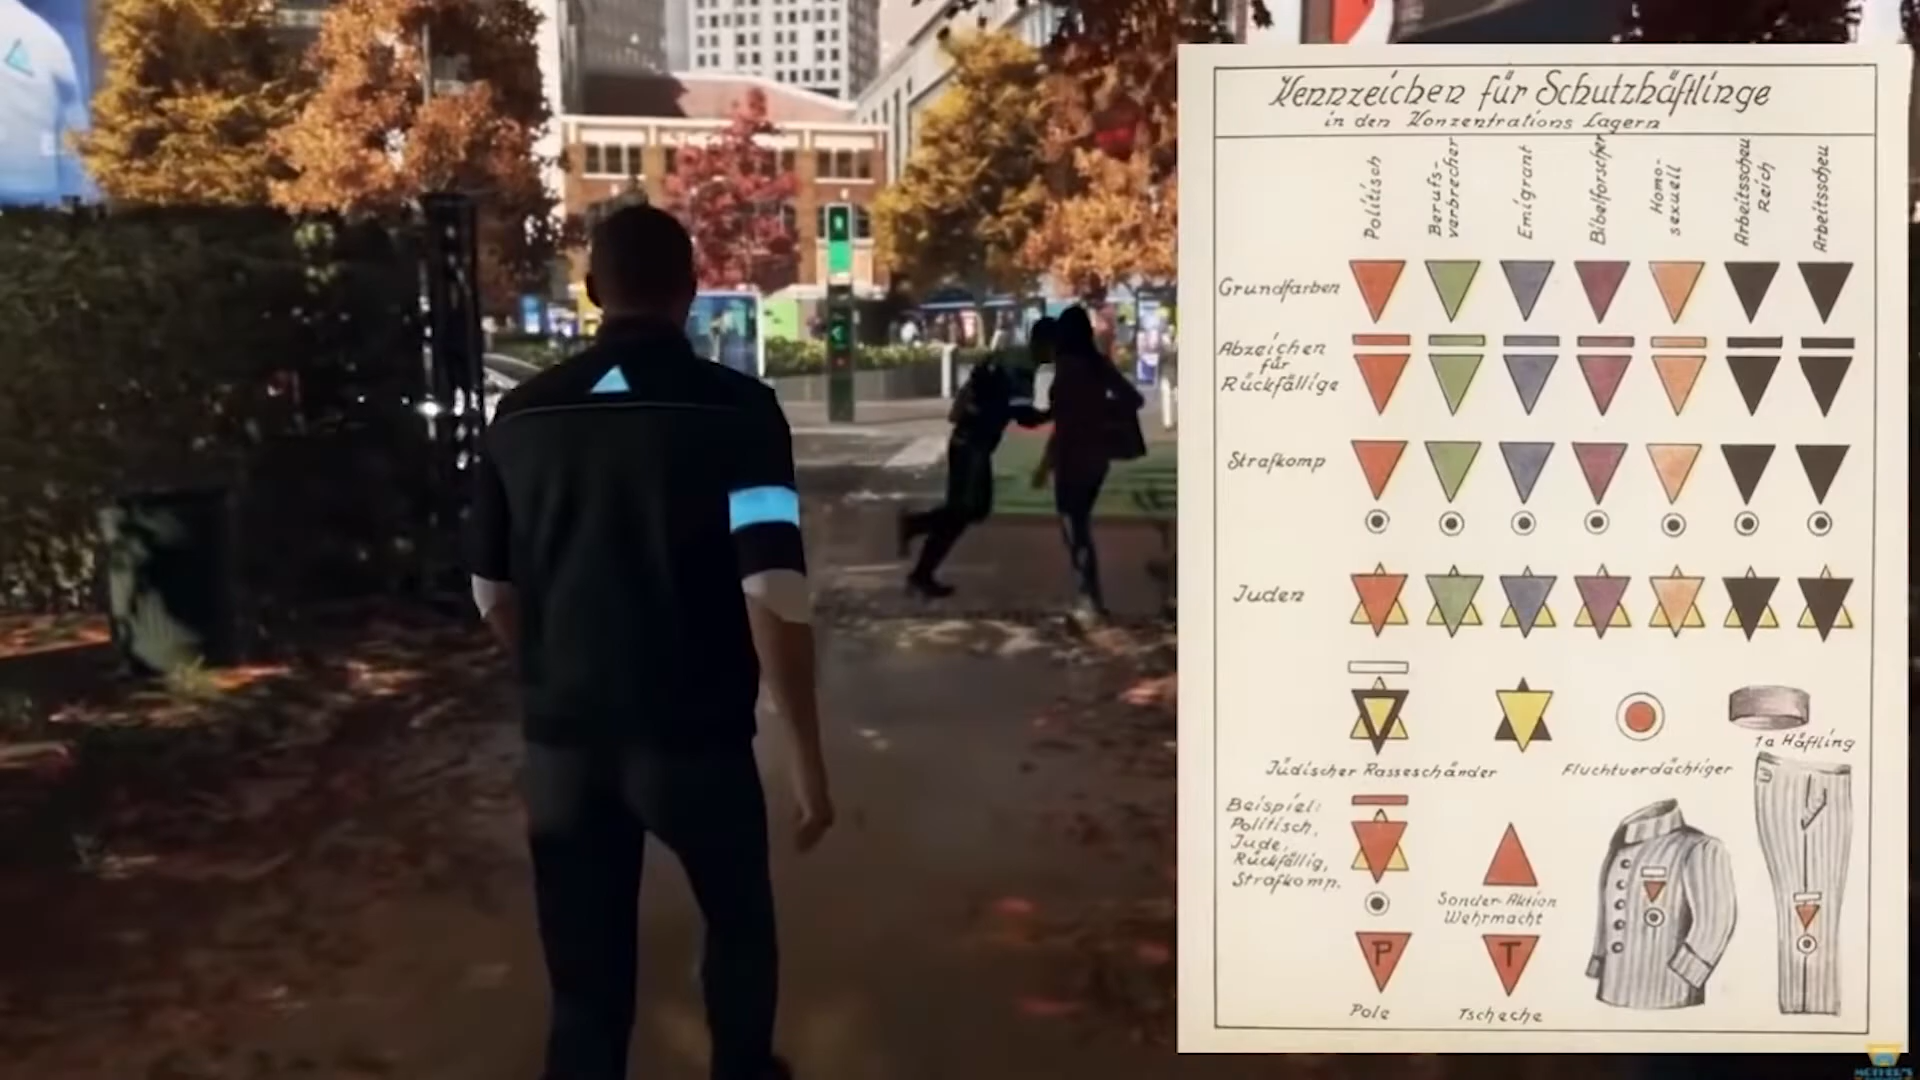 Kennzeichen für Schutzhäftlinge
in den Konzentrations Lagern
Politisch
Berufs-
verbrecher
Emigrant
Bibelforscher
Homo-
sexuell
Arbeitsscheu
Reich
Arbeitsscheu
Grundfarben
Abzeichen
für
Rückfällige
Strafkomp
Juden
Jüdischer Rasseschänder
Fluchtverdächtiger
1a Häftling
Beispiel:
Politisch,
Jude,
Rückfällig,
Strafkomp.
Sonder-Aktion
Wehrmacht
P
T
Pole
Tscheche